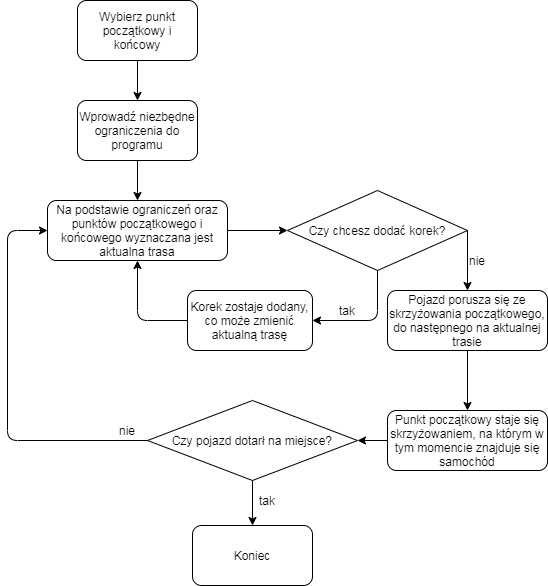 Wybierz punkt
początkowy i
końcowy
Wprowadź niezbędne
ograniczenia do
programu
Na podstawie ograniczeń oraz
punktów początkowego i
końcowego wyznaczana jest
aktualna trasa
Czy chcesz dodać korek?
nie
tak
Korek zostaje dodany,
co może zmienić
aktualną trasę
Pojazd porusza się ze
skrzyżowania początkowego,
do następnego na aktualnej
trasie
Punkt początkowy staje się
skrzyżowaniem, na którym w
tym momencie znajduje się
samochód
Czy pojazd dotarł na miejsce?
nie
tak
Koniec